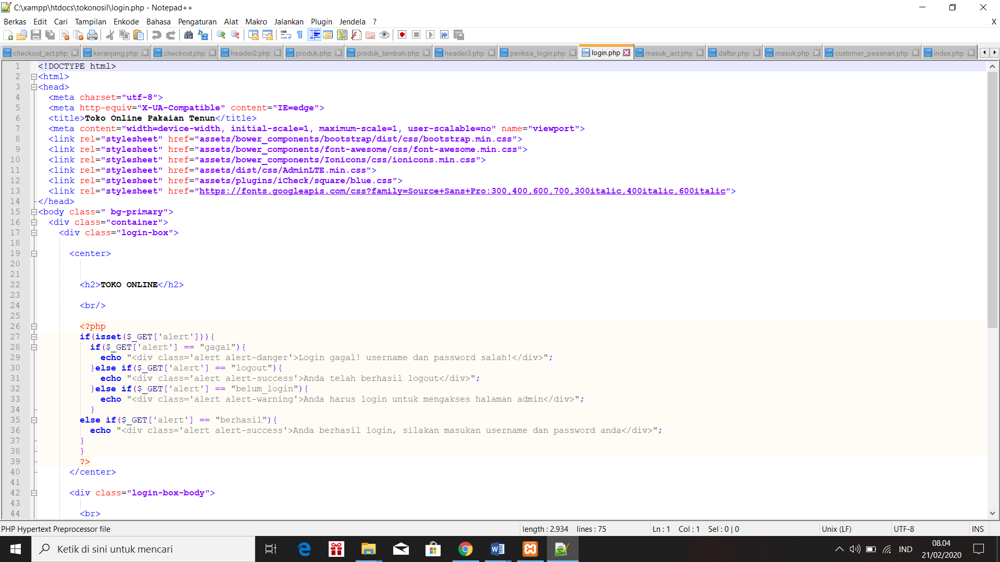 C:\xampp\htdocs\tokonosil\login.php - Notepad++
Berkas Edit Cari Tampilan Enkode Bahasa Pengaturan Alat Makro Jalankan Plugin Jendela ? X
checkout_act.php keranjang.php checkout.php header2.php produk.php produk_tambah.php header3.php periksa_login.php login.php masuk_act.php daftar.php masuk.php customer_pesanan.php index.php
1 <!DOCTYPE html>
2 <html>
3 <head>
4 <meta charset="utf-8">
5 <meta http-equiv="X-UA-Compatible" content="IE=edge">
6 <title>Toko Online Pakaian Tenun</title>
7 <meta content="width=device-width, initial-scale=1, maximum-scale=1, user-scalable=no" name="viewport">
8 <link rel="stylesheet" href="assets/bower_components/bootstrap/dist/css/bootstrap.min.css">
9 <link rel="stylesheet" href="assets/bower_components/font-awesome/css/font-awesome.min.css">
10 <link rel="stylesheet" href="assets/bower_components/Ionicons/css/ionicons.min.css">
11 <link rel="stylesheet" href="assets/dist/css/AdminLTE.min.css">
12 <link rel="stylesheet" href="assets/plugins/iCheck/square/blue.css">
13 <link rel="stylesheet" href="https://fonts.googleapis.com/css?family=Source+Sans+Pro:300,400,600,700,300italic,400italic,600italic">
14 </head>
15 <body class=" bg-primary">
16 <div class="container">
17 <div class="login-box">
18
19 <center>
20
21
22 <h2>TOKO ONLINE</h2>
23
24 <br/>
25
26 <?php
27 if(isset($_GET['alert'])){
28 if($_GET['alert'] == "gagal"){
29 echo "<div class='alert alert-danger'>Login gagal! username dan password salah!</div>";
30 }else if($_GET['alert'] == "logout"){
31 echo "<div class='alert alert-success'>Anda telah berhasil logout</div>";
32 }else if($_GET['alert'] == "belum_login"){
33 echo "<div class='alert alert-warning'>Anda harus login untuk mengakses halaman admin</div>";
34 }
35 else if($_GET['alert'] == "berhasil"){
36 echo "<div class='alert alert-success'>Anda berhasil login, silakan masukan username dan password anda</div>";
37 }
38 }
39 ?>
40 </center>
41
42 <div class="login-box-body">
43
44 <br>
PHP Hypertext Preprocessor file length : 2.934 lines : 75 Ln : 1 Col : 1 Sel : 0 | 0 Unix (LF) UTF-8 INS
Ketik di sini untuk mencari IND 08.04
21/02/2020